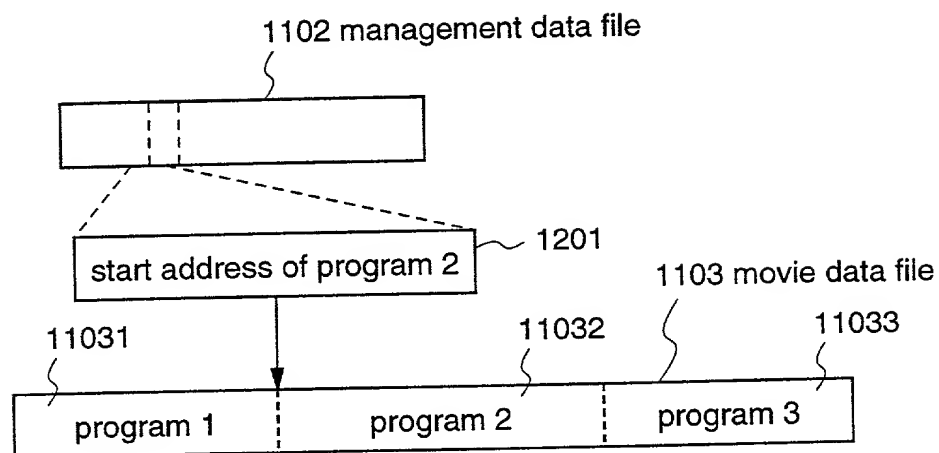 1102 management data file
start address of program 2
1201
1103 movie data file
11031
11032
11033
program 1
program 2
program 3